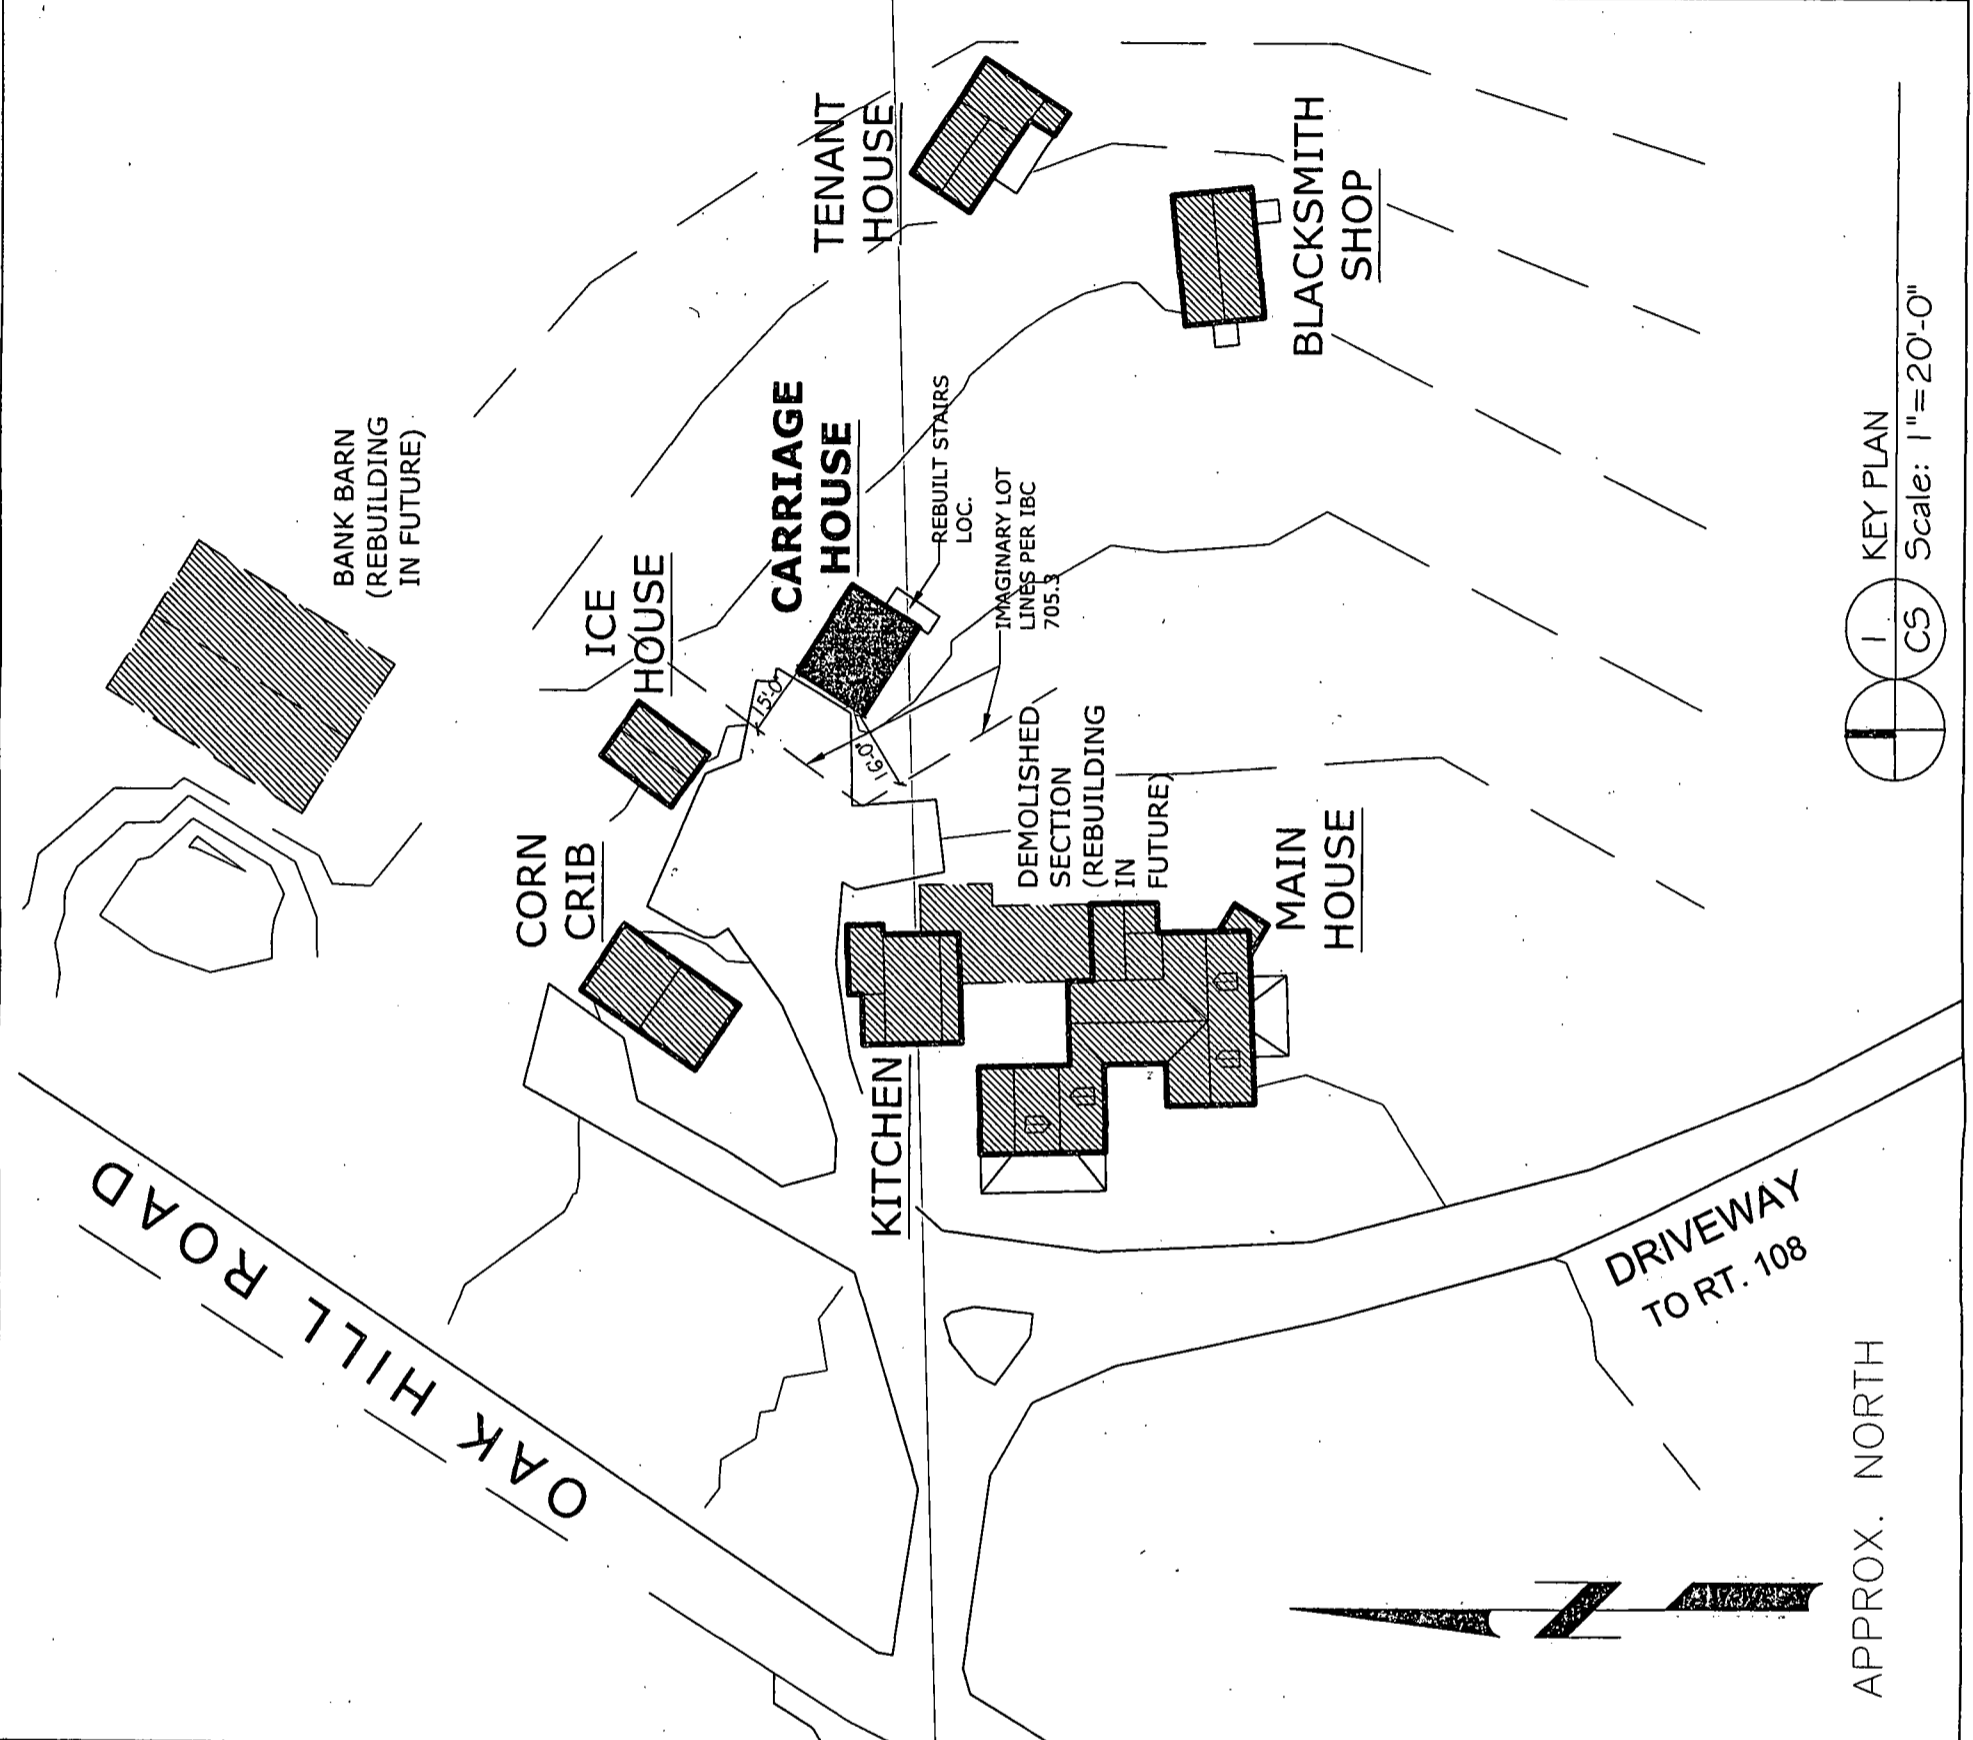 BANK BARN
(REBUILDING
IN FUTURE)
TENANT
HOUSE
BLACKSMITH
SHOP
CARRIAGE
HOUSE
ICE
HOUSE
REBUILT STAIRS
LOC.
IMAGINARY LOT
LINES PER IBC
705.3
15'-0"
16'-0"
CORN
CRIB
DEMOLISHED
SECTION
(REBUILDING
IN
FUTURE)
MAIN
HOUSE
KITCHEN
OAK HILL ROAD
DRIVEWAY
TO RT. 108
APPROX. NORTH
N
1
CS
KEY PLAN
Scale: 1"=20'-0"